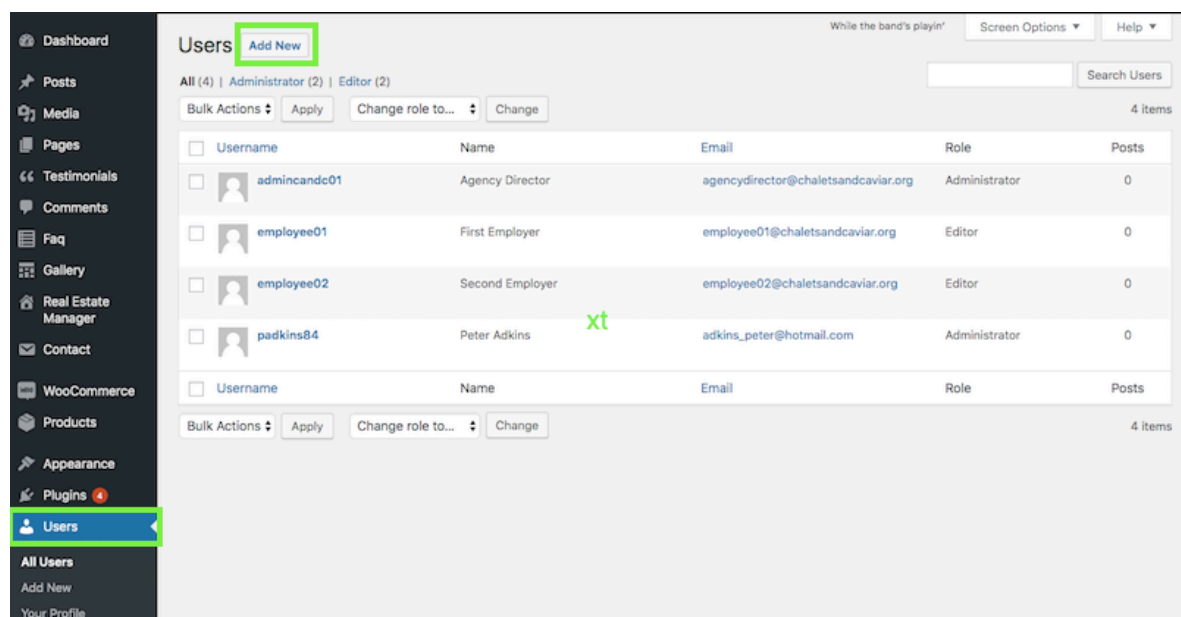 Dashboard
Posts
Media
Pages
Testimonials
Comments
Faq
Gallery
Real Estate
Manager
Contact
WooCommerce
Products
Appearance
Plugins 4
Users
All Users
Add New
Your Profile
While the band's playin' Screen Options ▼ Help ▼
Users Add New
All (4) | Administrator (2) | Editor (2)
Search Users
Bulk Actions Apply Change role to... Change 4 items
Username Name Email Role Posts
admincandc01 Agency Director agencydirector@chaletsandcaviar.org Administrator 0
employee01 First Employer employee01@chaletsandcaviar.org Editor 0
employee02 Second Employer employee02@chaletsandcaviar.org Editor 0
xt
padkins84 Peter Adkins adkins_peter@hotmail.com Administrator 0
Username Name Email Role Posts
Bulk Actions Apply Change role to... Change 4 items